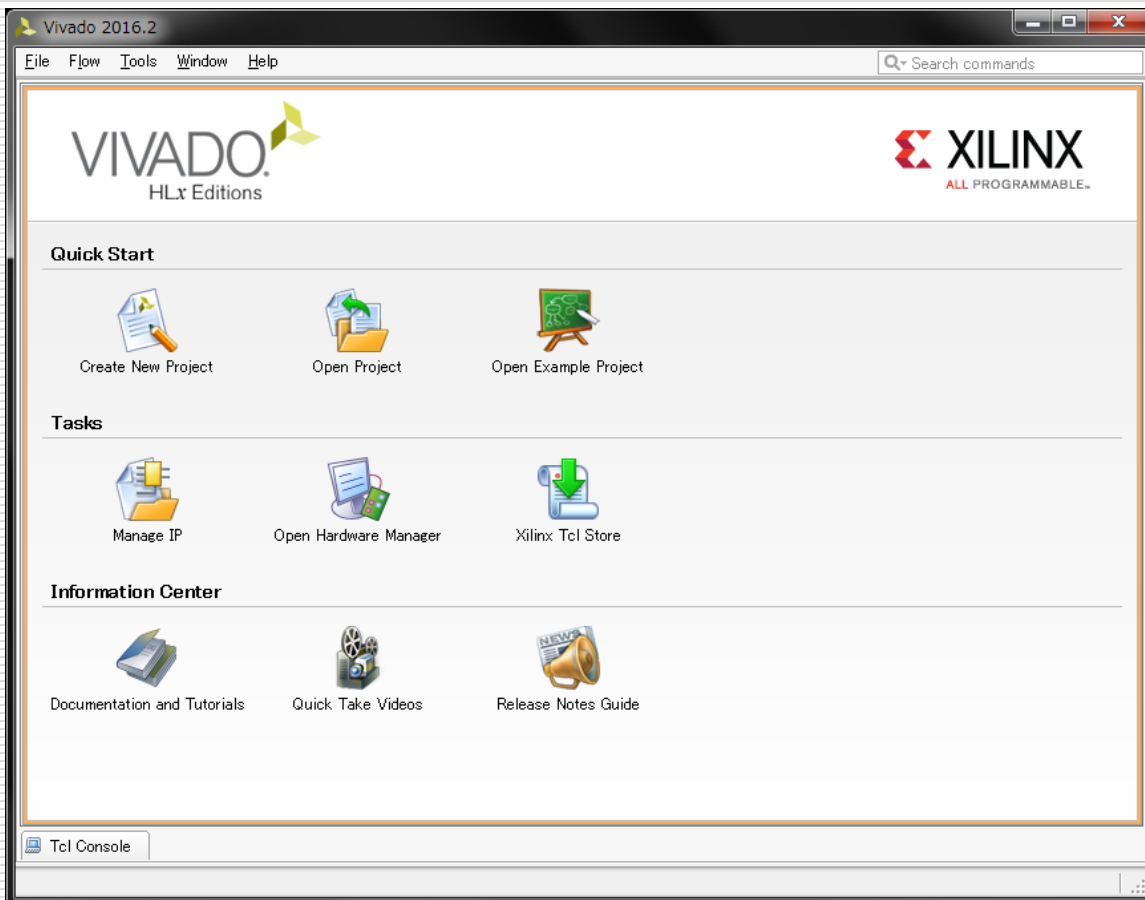 Vivado 2016.2
File Flow Tools Window Help
Search commands
VIVADO.
HLx Editions
XILINX
ALL PROGRAMMABLE™
Quick Start
Create New Project Open Project Open Example Project
Tasks
Manage IP Open Hardware Manager Xilinx Tcl Store
Information Center
NEWS
Documentation and Tutorials Quick Take Videos Release Notes Guide
Tcl Console